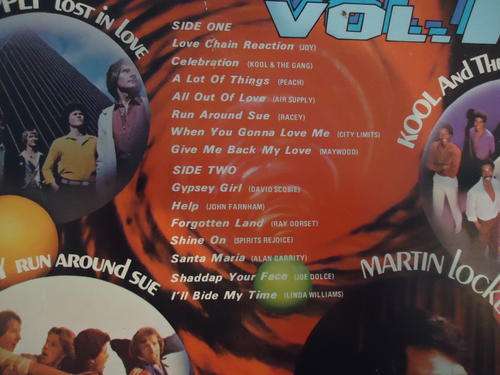 LOST IN LOVE
VOL. 1
KOOL And The
SIDE ONE
Love Chain Reaction (JOY)
Celebration (KOOL & THE GANG)
A Lot Of Things (PEACH)
All Out Of Love (AIR SUPPLY)
Run Around Sue (RACEY)
When You Gonna Love Me (CITY LIMITS)
Give Me Back My Love (MAYWOOD)
SIDE TWO
Gypsey Girl (DAVID SCOBIE)
Help (JOHN FARNHAM)
Forgotten Land (RAY DORSET)
Shine On (SPIRITS REJOICE)
Santa Maria (ALAN GARRITY)
Shaddap Your Face (JOE DOLCE)
I'll Bide My Time (LINDA WILLIAMS)
Y RUN AROUND SUE
MARTIN Locke